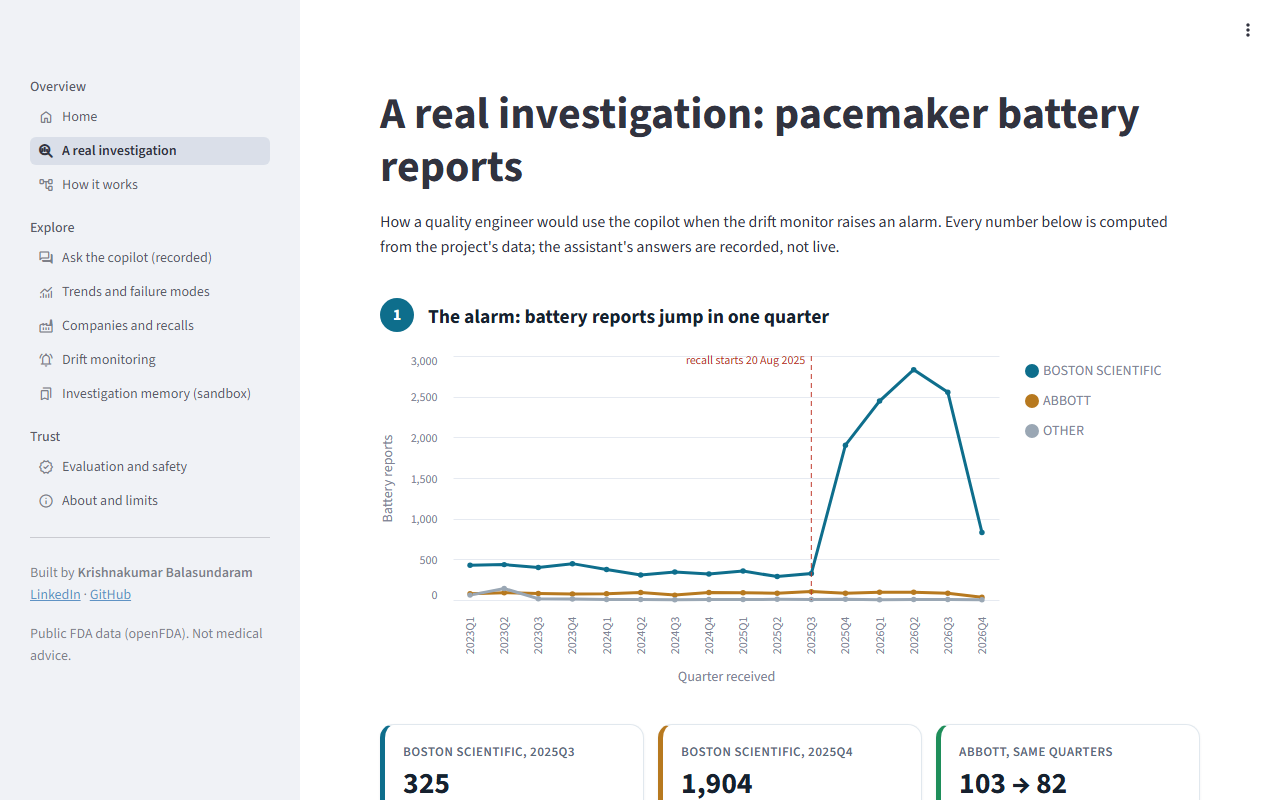 Overview
Home
A real investigation
How it works
Explore
Ask the copilot (recorded)
Trends and failure modes
Companies and recalls
Drift monitoring
Investigation memory (sandbox)
Trust
Evaluation and safety
About and limits
Built by Krishnakumar Balasundaram
LinkedIn · GitHub
Public FDA data (openFDA). Not medical
advice.
A real investigation: pacemaker battery
reports
How a quality engineer would use the copilot when the drift monitor raises an alarm. Every number below is computed
from the project's data; the assistant's answers are recorded, not live.
1 The alarm: battery reports jump in one quarter
recall starts 20 Aug 2025
Battery reports
3,000
2,500
2,000
1,500
1,000
500
0
2023Q1 2023Q2 2023Q3 2023Q4 2024Q1 2024Q2 2024Q3 2024Q4 2025Q1 2025Q2 2025Q3 2025Q4 2026Q1 2026Q2 2026Q3 2026Q4
Quarter received
BOSTON SCIENTIFIC
ABBOTT
OTHER
BOSTON SCIENTIFIC, 2025Q3
325
BOSTON SCIENTIFIC, 2025Q4
1,904
ABBOTT, SAME QUARTERS
103 → 82